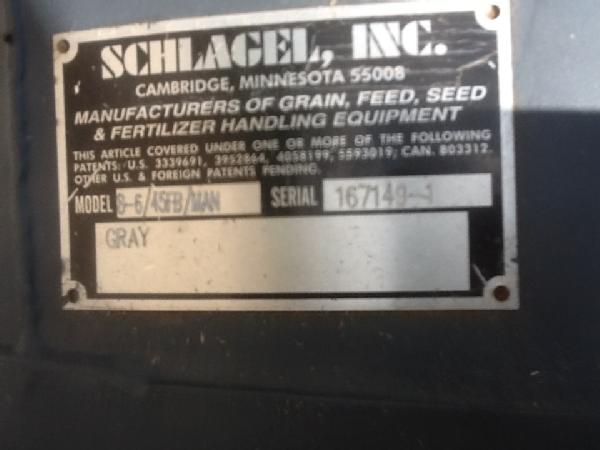 SCHLAGEL, INC.
CAMBRIDGE, MINNESOTA 55008
MANUFACTURERS OF GRAIN, FEED, SEED
& FERTILIZER HANDLING EQUIPMENT
THIS ARTICLE COVERED UNDER ONE OR MORE OF THE FOLLOWING
PATENTS: U.S. 3339691, 3952864, 4058199, 5593019; CAN. 803312.
OTHER U.S. & FOREIGN PATENTS PENDING.
MODEL 8-6/45FB/MAN SERIAL 167149-1
GRAY